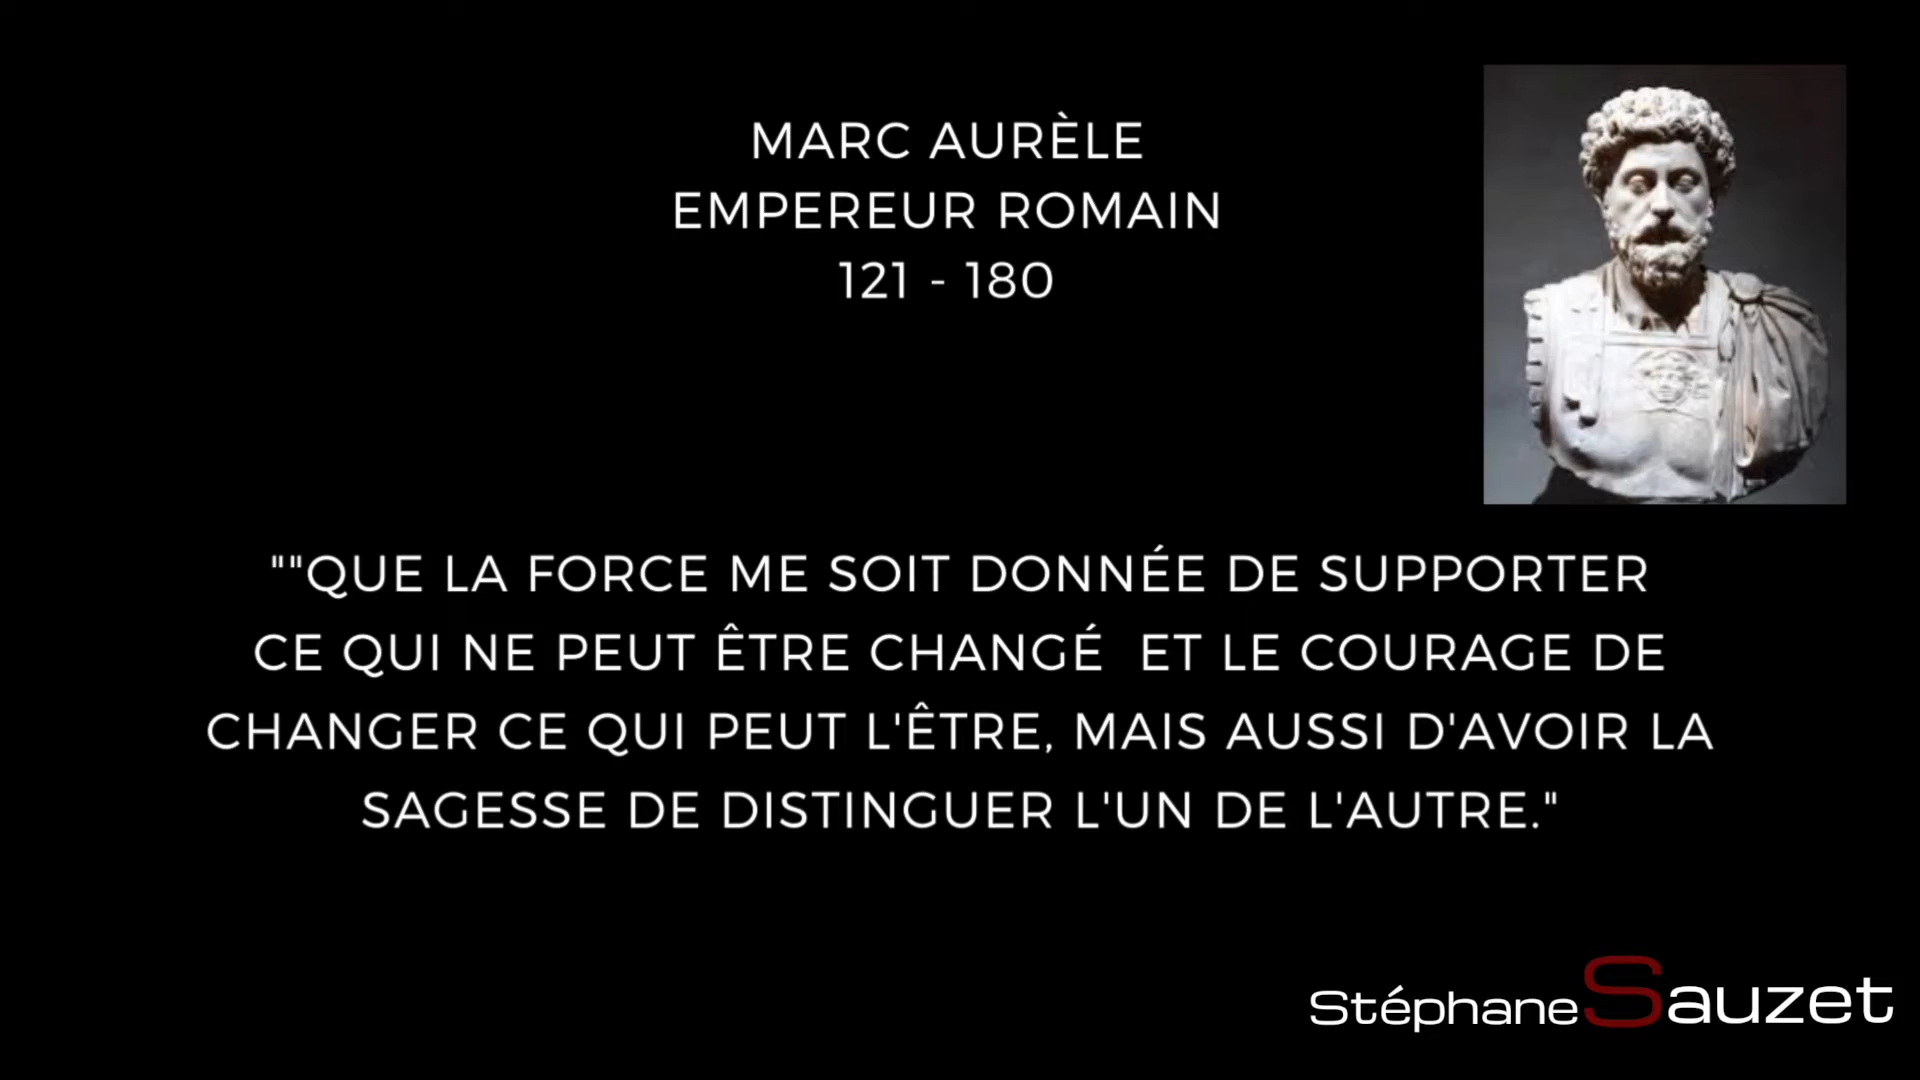 MARC AURÈLE
EMPEREUR ROMAIN
121 - 180
""QUE LA FORCE ME SOIT DONNÉE DE SUPPORTER
CE QUI NE PEUT ÊTRE CHANGÉ  ET LE COURAGE DE
CHANGER CE QUI PEUT L'ÊTRE, MAIS AUSSI D'AVOIR LA
SAGESSE DE DISTINGUER L'UN DE L'AUTRE."
Stéphane Sauzet